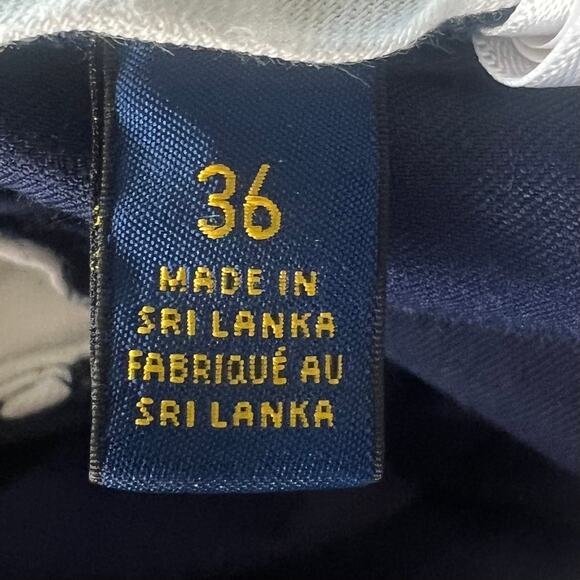 36
MADE IN
SRI LANKA
FABRIQUÉ AU
SRI LANKA